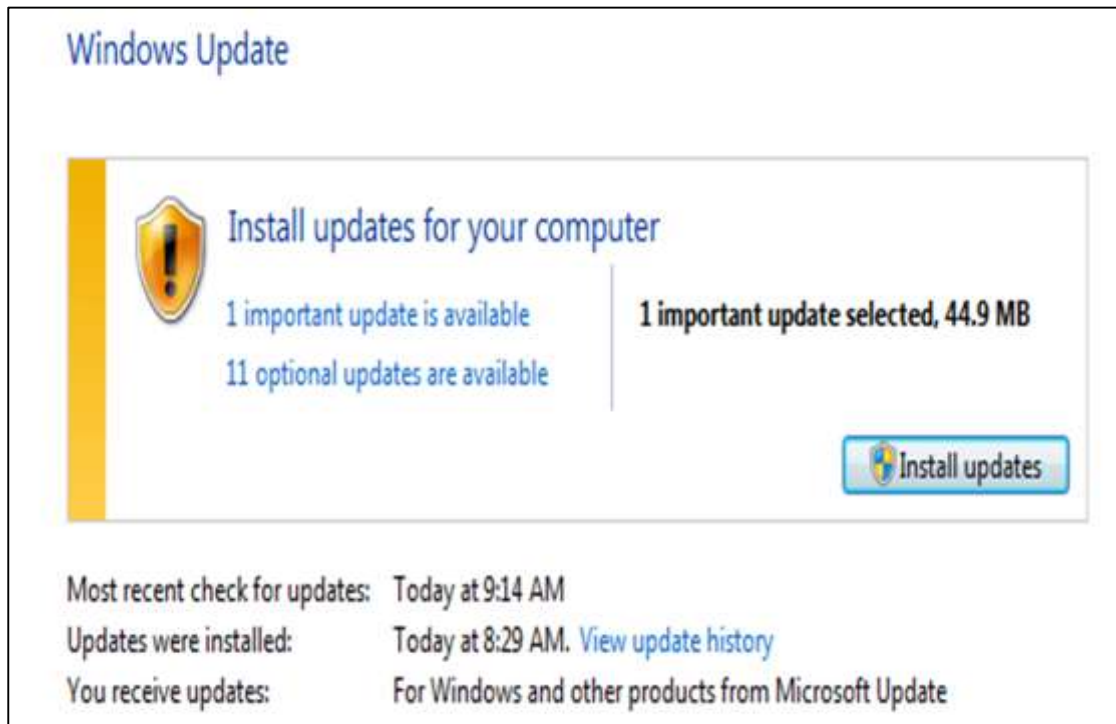 Windows Update
Install updates for your computer
1 important update is available
1 important update selected, 44.9 MB
11 optional updates are available
Install updates
Most recent check for updates: Today at 9:14 AM
Updates were installed: Today at 8:29 AM. View update history
You receive updates: For Windows and other products from Microsoft Update